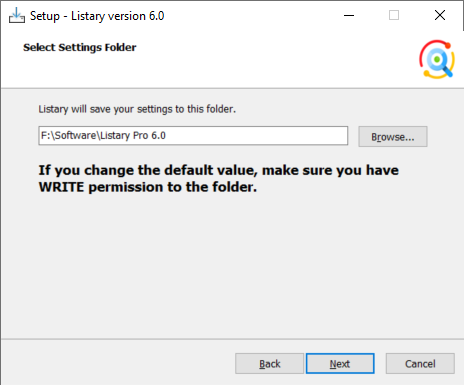 Setup - Listary version 6.0
Select Settings Folder
Listary will save your settings to this folder.
F:\Software\Listary Pro 6.0
Browse...
If you change the default value, make sure you have
WRITE permission to the folder.
Back
Next
Cancel